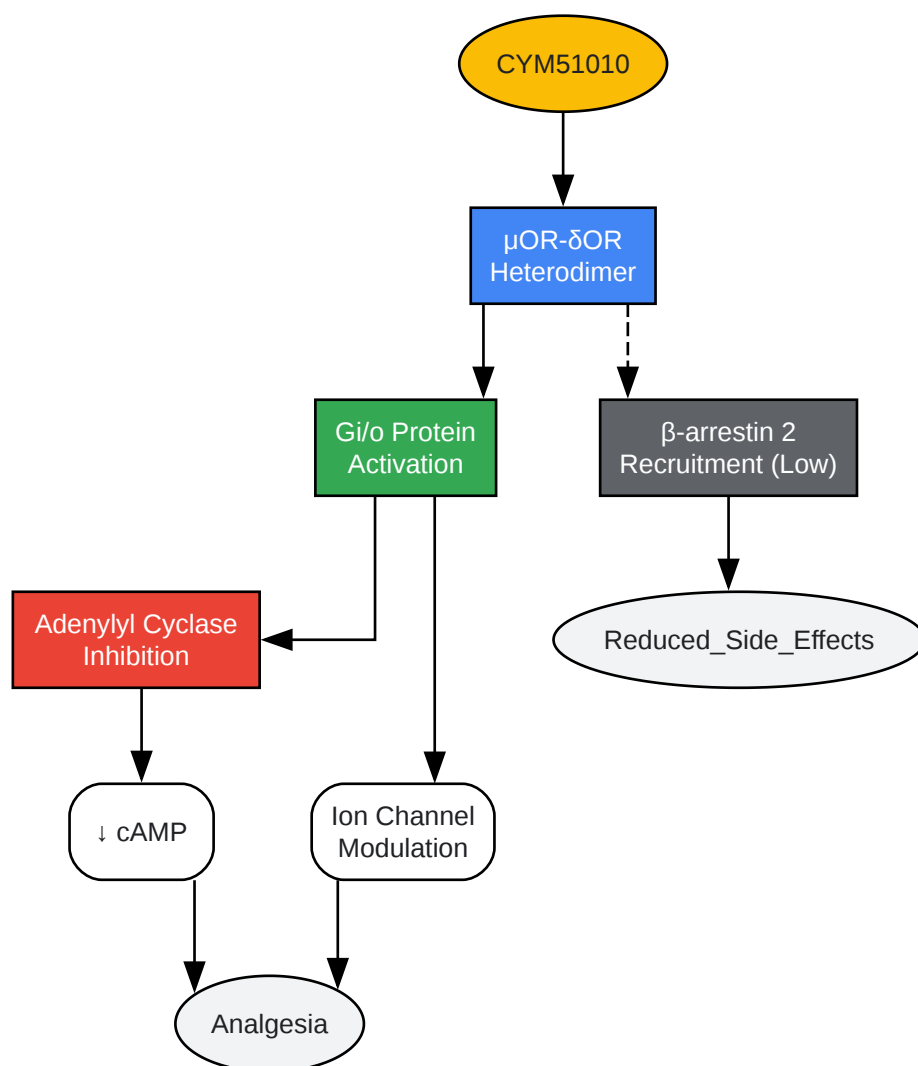 CYM51010
μOR-δOR
Heterodimer
Gi/o Protein
Activation
β-arrestin 2
Recruitment (Low)
Adenylyl Cyclase
Inhibition
Reduced_Side_Effects
↓ cAMP
Ion Channel
Modulation
Analgesia